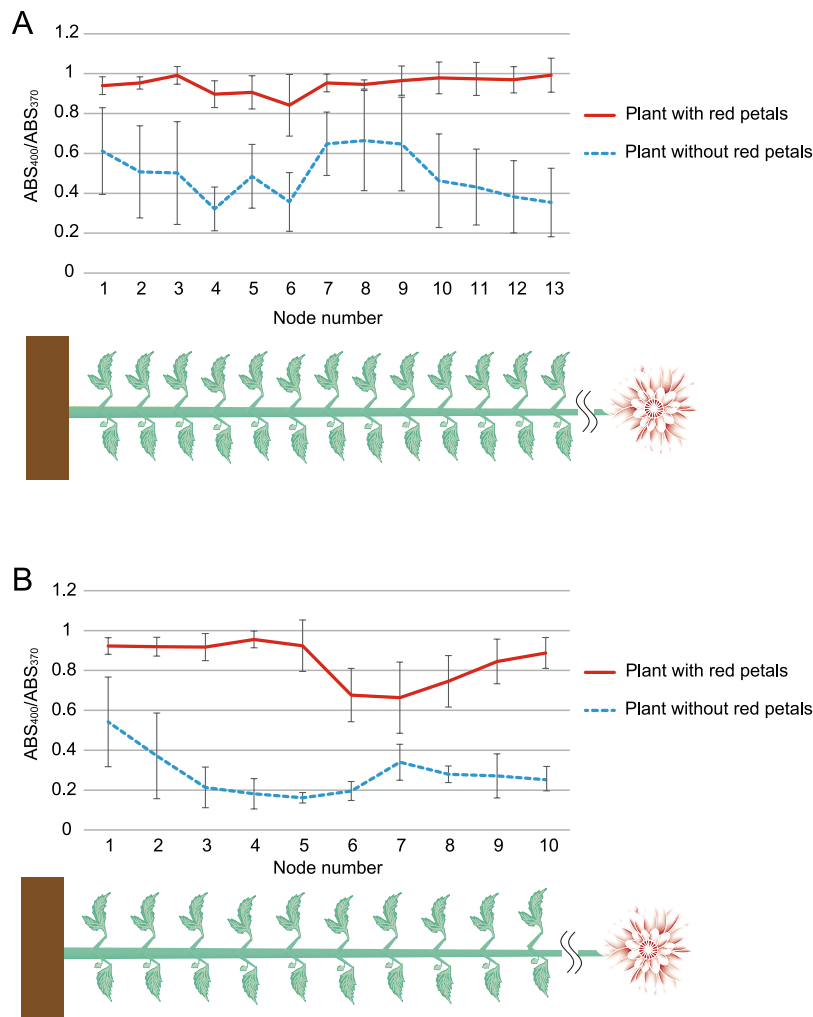 A
1.2
1
0.8
0.6
0.4
0.2
0
ABS400/ABS370
1 2 3 4 5 6 7 8 9 10 11 12 13
Node number
Plant with red petals
Plant without red petals
B
1.2
1
0.8
0.6
0.4
0.2
0
ABS400/ABS370
1 2 3 4 5 6 7 8 9 10
Node number
Plant with red petals
Plant without red petals